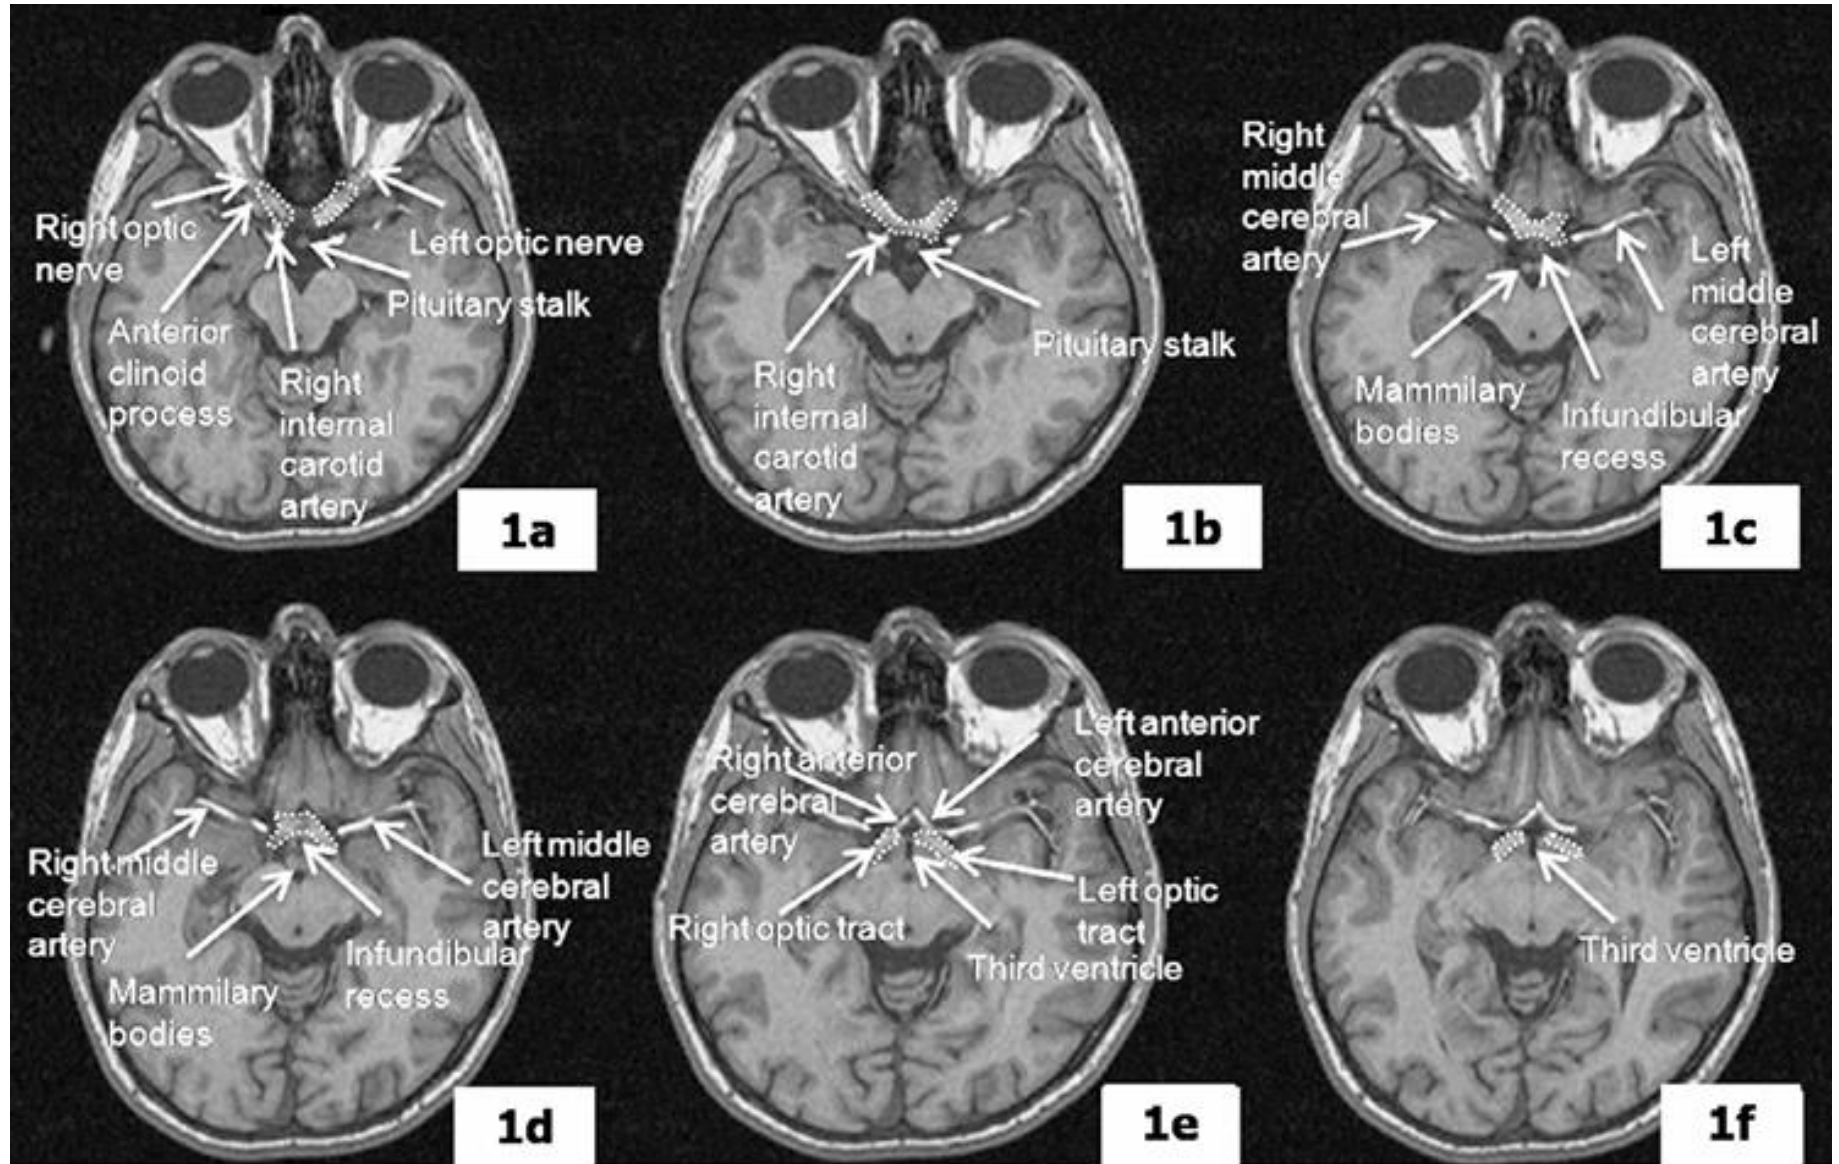 Right optic
nerve
Left optic nerve
Pituitary stalk
Anterior
clinoid
process
Right
internal
carotid
artery
1a
Right
internal
carotid
artery
Pituitary stalk
1b
Right
middle
cerebral
artery
Left
middle
cerebral
artery
Mammilary
bodies
Infundibular
recess
1c
Right middle
cerebral
artery
Left middle
cerebral
artery
Mammilary
bodies
Infundibular
recess
1d
Right anterior
cerebral
artery
Left anterior
cerebral
artery
Right optic tract
Left optic
tract
Third ventricle
1e
Third ventricle
1f